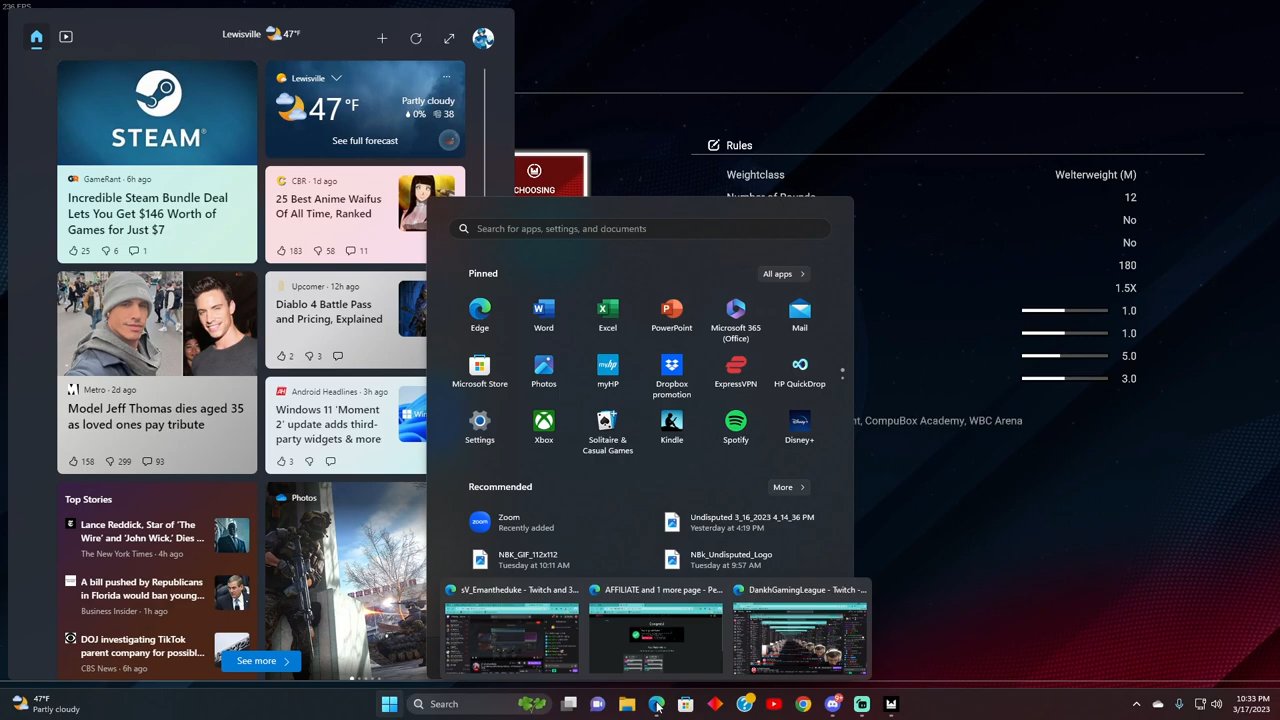 236 FPS
Lewisville 47°F
STEAM
GameRant · 6h ago
Incredible Steam Bundle Deal
Lets You Get $146 Worth of
Games for Just $7
25 6 1
Lewisville
47 °F
Partly cloudy
0% 38
See full forecast
CBR · 1d ago
25 Best Anime Waifus
Of All Time, Ranked
183 58 11
Metro · 2d ago
Model Jeff Thomas dies aged 35
as loved ones pay tribute
158 299 93
Upcomer · 12h ago
Diablo 4 Battle Pass
and Pricing, Explained
2 3
Android Headlines · 3h ago
Windows 11 'Moment
2' update adds third-
party widgets & more
3
Top Stories
Lance Reddick, Star of 'The
Wire' and 'John Wick,' Dies ..
The New York Times · 4h ago
A bill pushed by Republicans
in Florida would ban young...
Business Insider · 1h ago
DOJ investigating TikTok
parent company for possibl...
CBS News · 6h ago
Photos
See more
CHOOSING
Rules
Weightclass Welterweight (M)
Number of Rounds 12
No
No
180
1.5X
1.0
1.0
5.0
3.0
nt, CompuBox Academy, WBC Arena
Search for apps, settings, and documents
Pinned
All apps
Edge
Word
Excel
PowerPoint
Microsoft 365
(Office)
Mail
Microsoft Store
Photos
myHP
Dropbox
promotion
ExpressVPN
HP QuickDrop
Settings
Xbox
Solitaire &
Casual Games
Kindle
Spotify
Disney+
Recommended
More
zoom
Zoom
Recently added
Undisputed 3_16_2023 4_14_36 PM
Yesterday at 4:19 PM
NBK_GIF_112x112
Tuesday at 10:11 AM
NBk_Undisputed_Logo
Tuesday at 9:57 AM
sV_Emantheduke - Twitch and 3...
AFFILIATE and 1 more page - Pe...
DankhGamingLeague - Twitch -...
47°F
Partly cloudy
Search
10:33 PM
3/17/2023